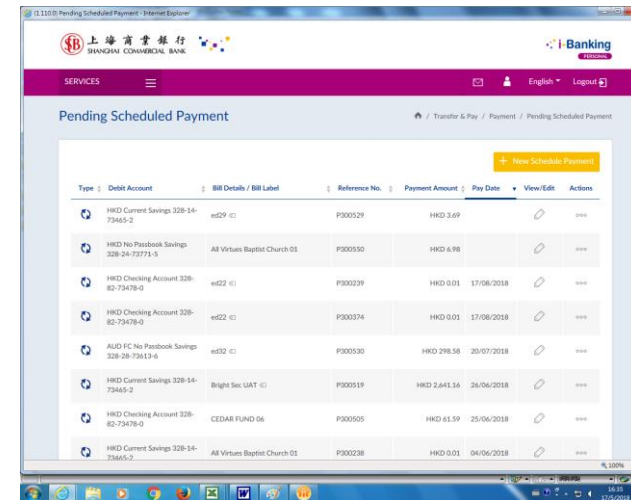 (1.110.0) Pending Scheduled Payment - Internet Explorer
上海商業銀行
SHANGHAI COMMERCIAL BANK
i-Banking
PERSONAL
SERVICES
English
Logout
Pending Scheduled Payment
/ Transfer & Pay / Payment / Pending Scheduled Payment
+ New Schedule Payment
Type Debit Account Bill Details / Bill Label Reference No. Payment Amount Pay Date View/Edit Actions
HKD Current Savings 328-14-
73465-2
ed29
P300529
HKD 3.69
HKD No Passbook Savings
328-24-73771-5
All Virtues Baptist Church 01
P300550
HKD 6.98
HKD Checking Account 328-
82-73478-0
ed22
P300239
HKD 0.01
17/08/2018
HKD Checking Account 328-
82-73478-0
ed22
P300374
HKD 0.01
17/08/2018
AUD FC No Passbook Savings
328-28-73613-6
ed32
P300530
HKD 298.58
20/07/2018
HKD Current Savings 328-14-
73465-2
Bright Sec UAT
P300519
HKD 2,641.16
26/06/2018
HKD Checking Account 328-
82-73478-0
CEDAR FUND 06
P300505
HKD 61.59
25/06/2018
HKD Current Savings 328-14-
73465-2
All Virtues Baptist Church 01
P300238
HKD 0.01
04/06/2018
100%
16:35